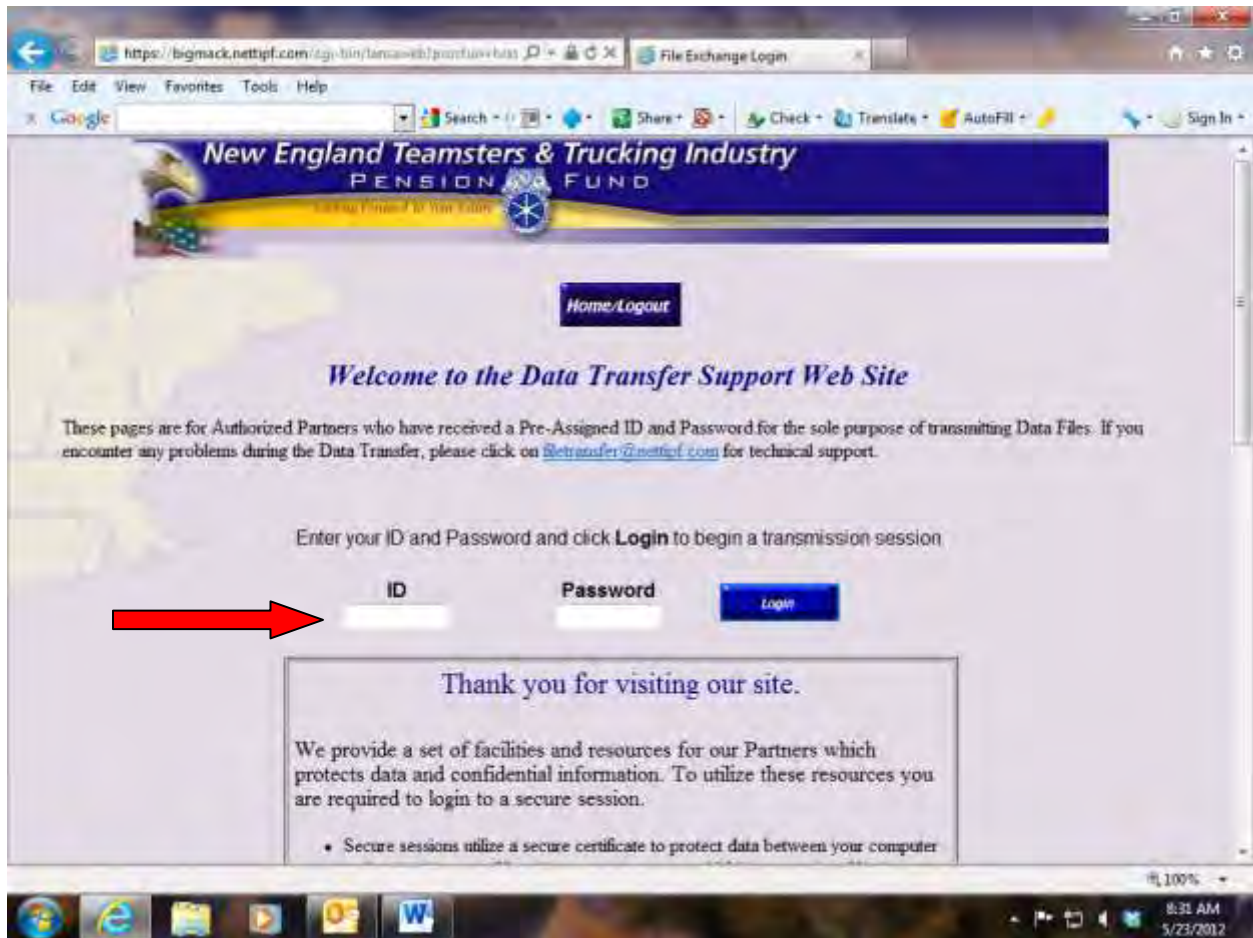 https://bigmack.nettipf.com
File Exchange Login
File Edit View Favorites Tools Help
x Google Search Share Check Translate AutoFill Sign In
New England Teamsters & Trucking Industry
PENSION FUND
Home/Logout
Welcome to the Data Transfer Support Web Site
These pages are for Authorized Partners who have received a Pre-Assigned ID and Password for the sole purpose of transmitting Data Files. If you
encounter any problems during the Data Transfer, please click on filetransfer@nettipf.com for technical support.
Enter your ID and Password and click Login to begin a transmission session
ID Password Login
Thank you for visiting our site.
We provide a set of facilities and resources for our Partners which
protects data and confidential information. To utilize these resources you
are required to login to a secure session.
• Secure sessions utilize a secure certificate to protect data between your computer
100%
8:31 AM
5/23/2012